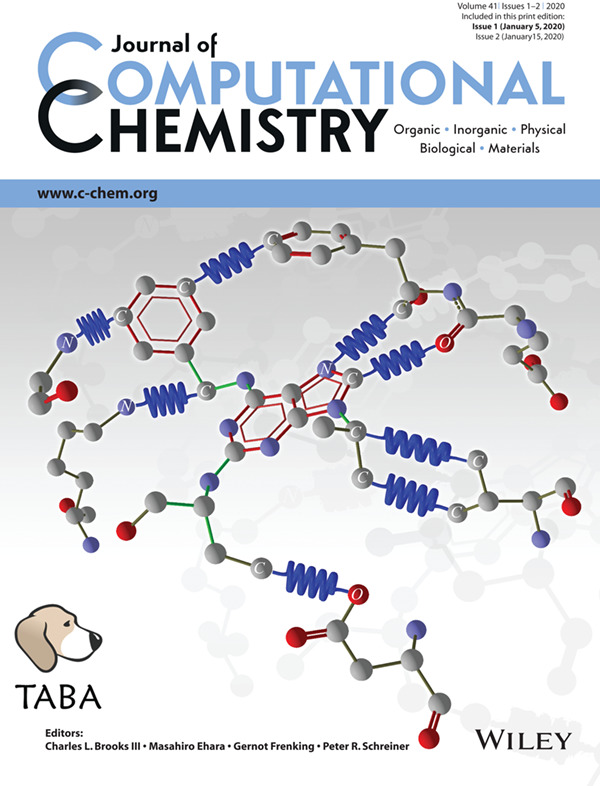 Volume 41| Issues 1–2 | 2020
Included in this print edition:
Issue 1 (January 5, 2020)
Issue 2 (January15, 2020)
Journal of
COMPUTATIONAL
CHEMISTRY
Organic • Inorganic • Physical
Biological • Materials
www.c-chem.org
C
C
C
N
C
N
C
O
N
C
N
C
C
C
C
C
C
O
TABA
Editors:
Charles L. Brooks III • Masahiro Ehara • Gernot Frenking • Peter R. Schreiner
WILEY